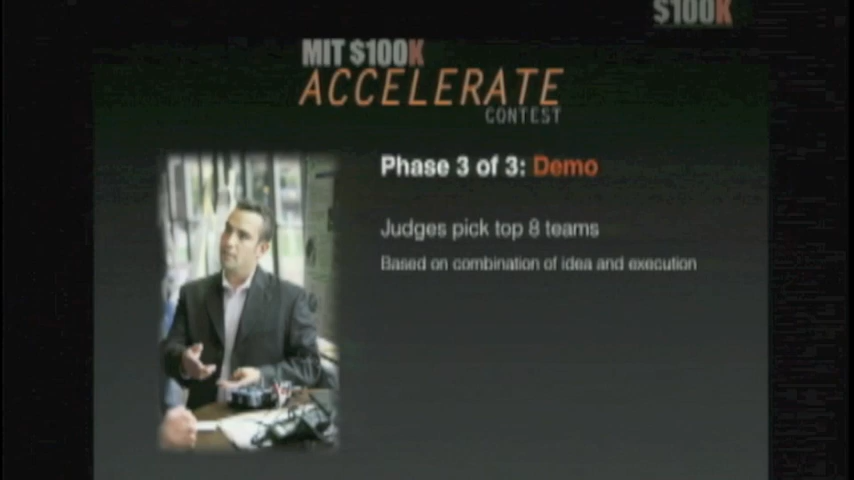 $100K
MIT $100K
ACCELERATE
CONTEST
Phase 3 of 3: Demo
Judges pick top 8 teams
Based on combination of idea and execution